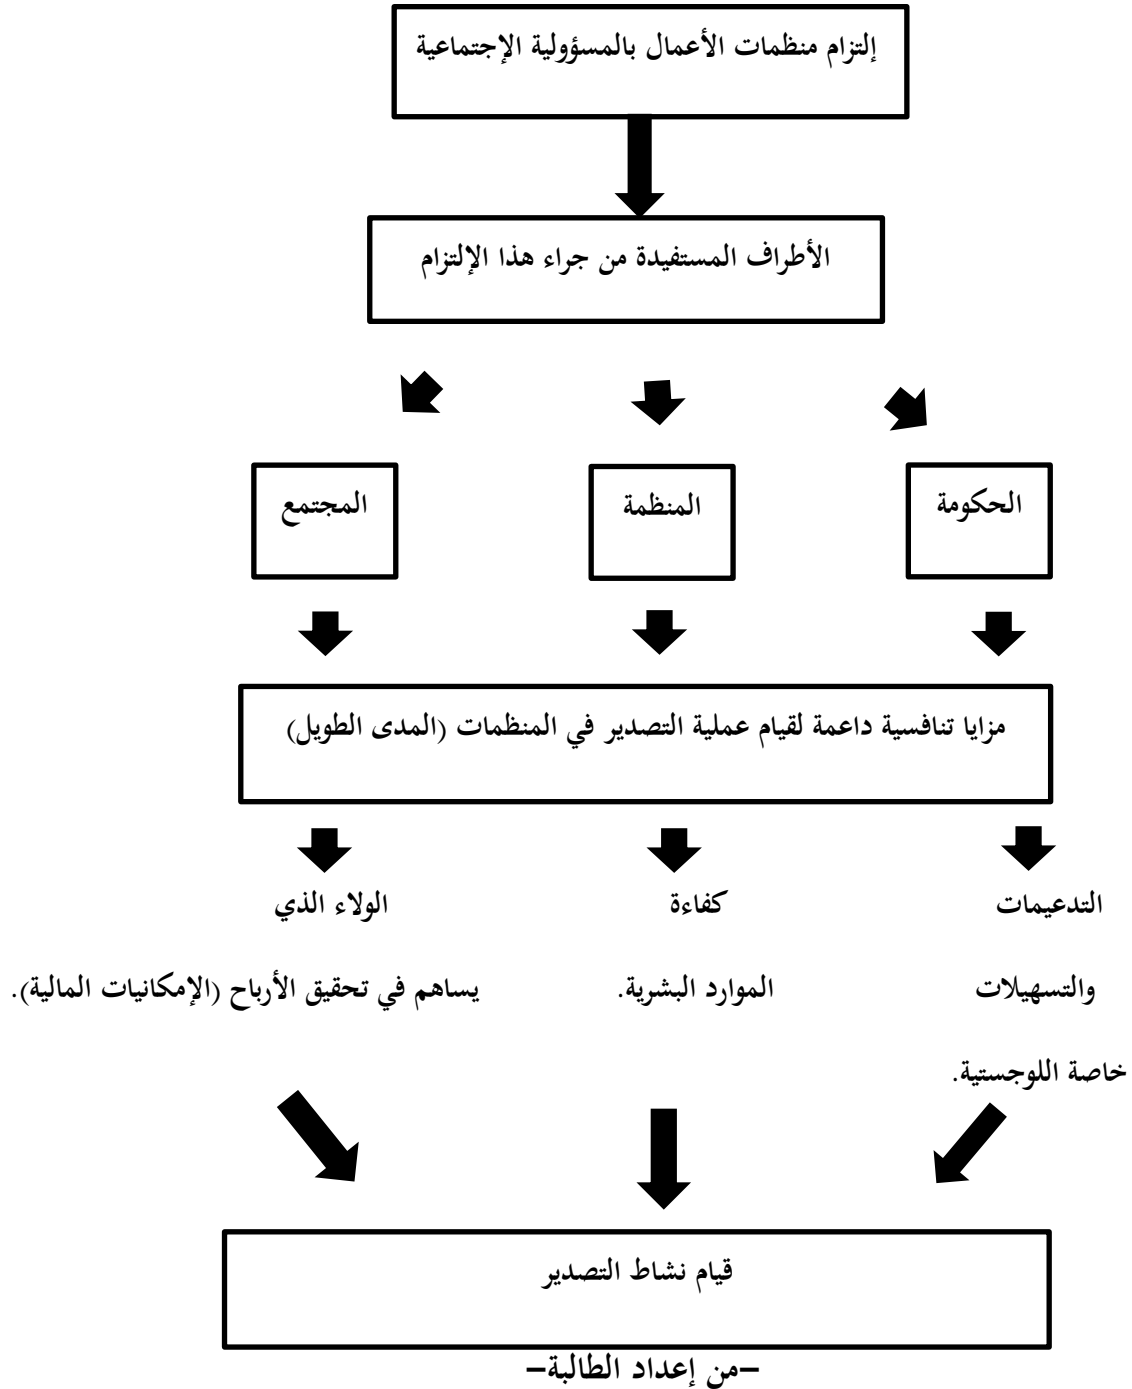 إلتزام منظمات الأعمال بالمسؤولية الإجتماعية
الأطراف المستفيدة من جراء هذا الإلتزام
الحكومة
المنظمة
المجتمع
مزايا تنافسية داعمة لقيام عملية التصدير في المنظمات (المدى الطويل)
التدعيمات
والتسهيلات
خاصة اللوجستية.
كفاءة
الموارد البشرية.
الولاء الذي
يساهم في تحقيق الأرباح (الإمكانيات المالية).
قيام نشاط التصدير
–من إعداد الطالبة–